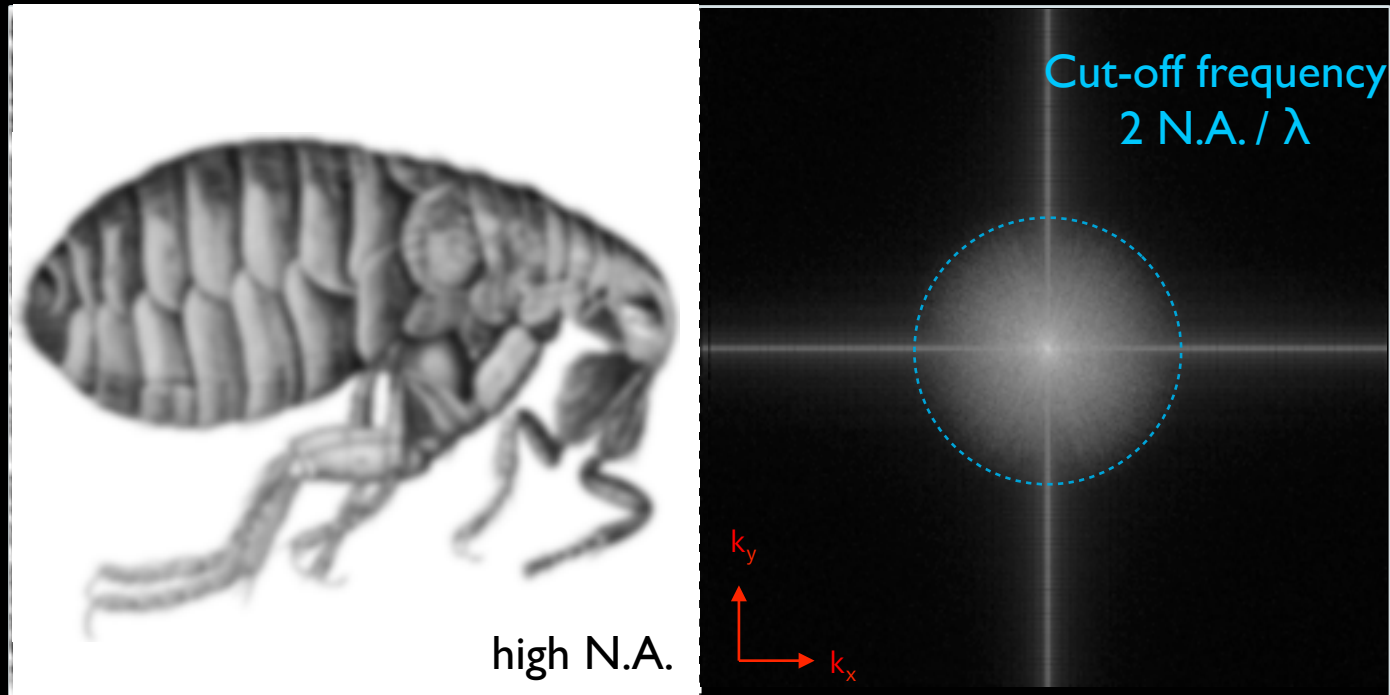 high N.A.
Cut-off frequency
2 N.A. / λ
ky
kx